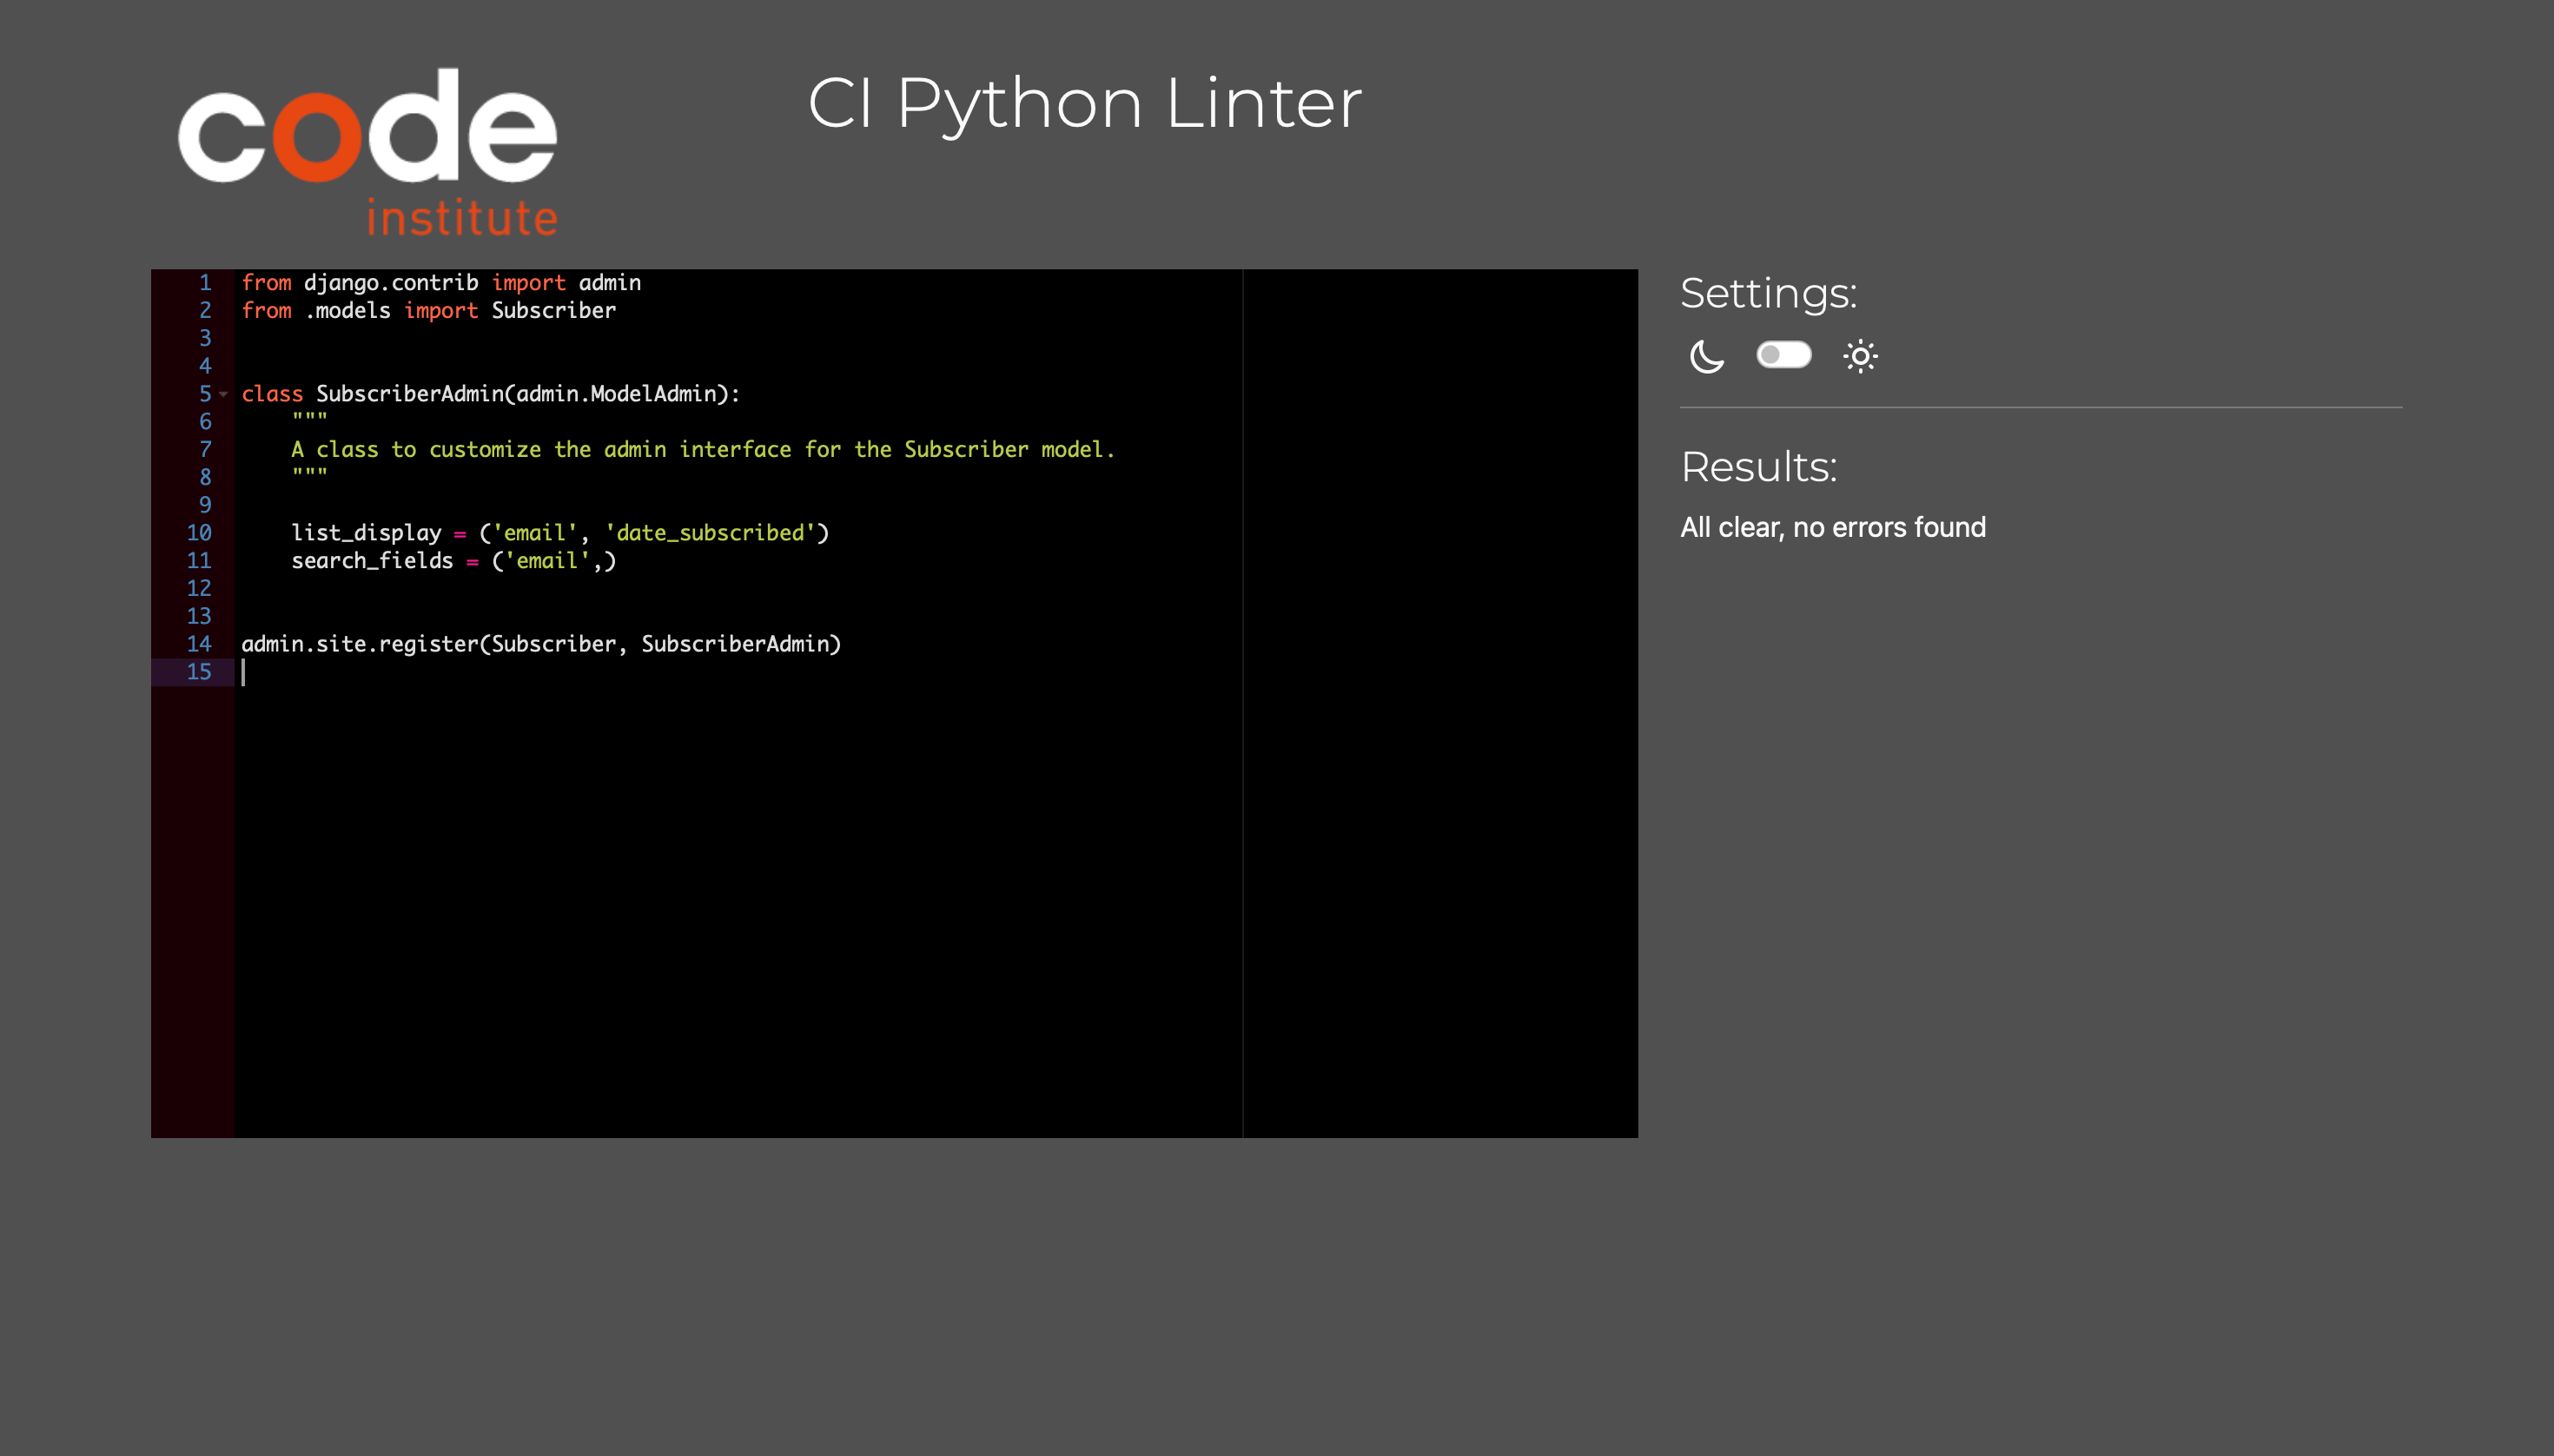 code
institute
CI Python Linter
1 from django.contrib import admin
2 from .models import Subscriber
3
4
5 class SubscriberAdmin(admin.ModelAdmin):
6     """
7     A class to customize the admin interface for the Subscriber model.
8     """
9
10     list_display = ('email', 'date_subscribed')
11     search_fields = ('email',)
12
13
14 admin.site.register(Subscriber, SubscriberAdmin)
15
Settings:
Results:
All clear, no errors found